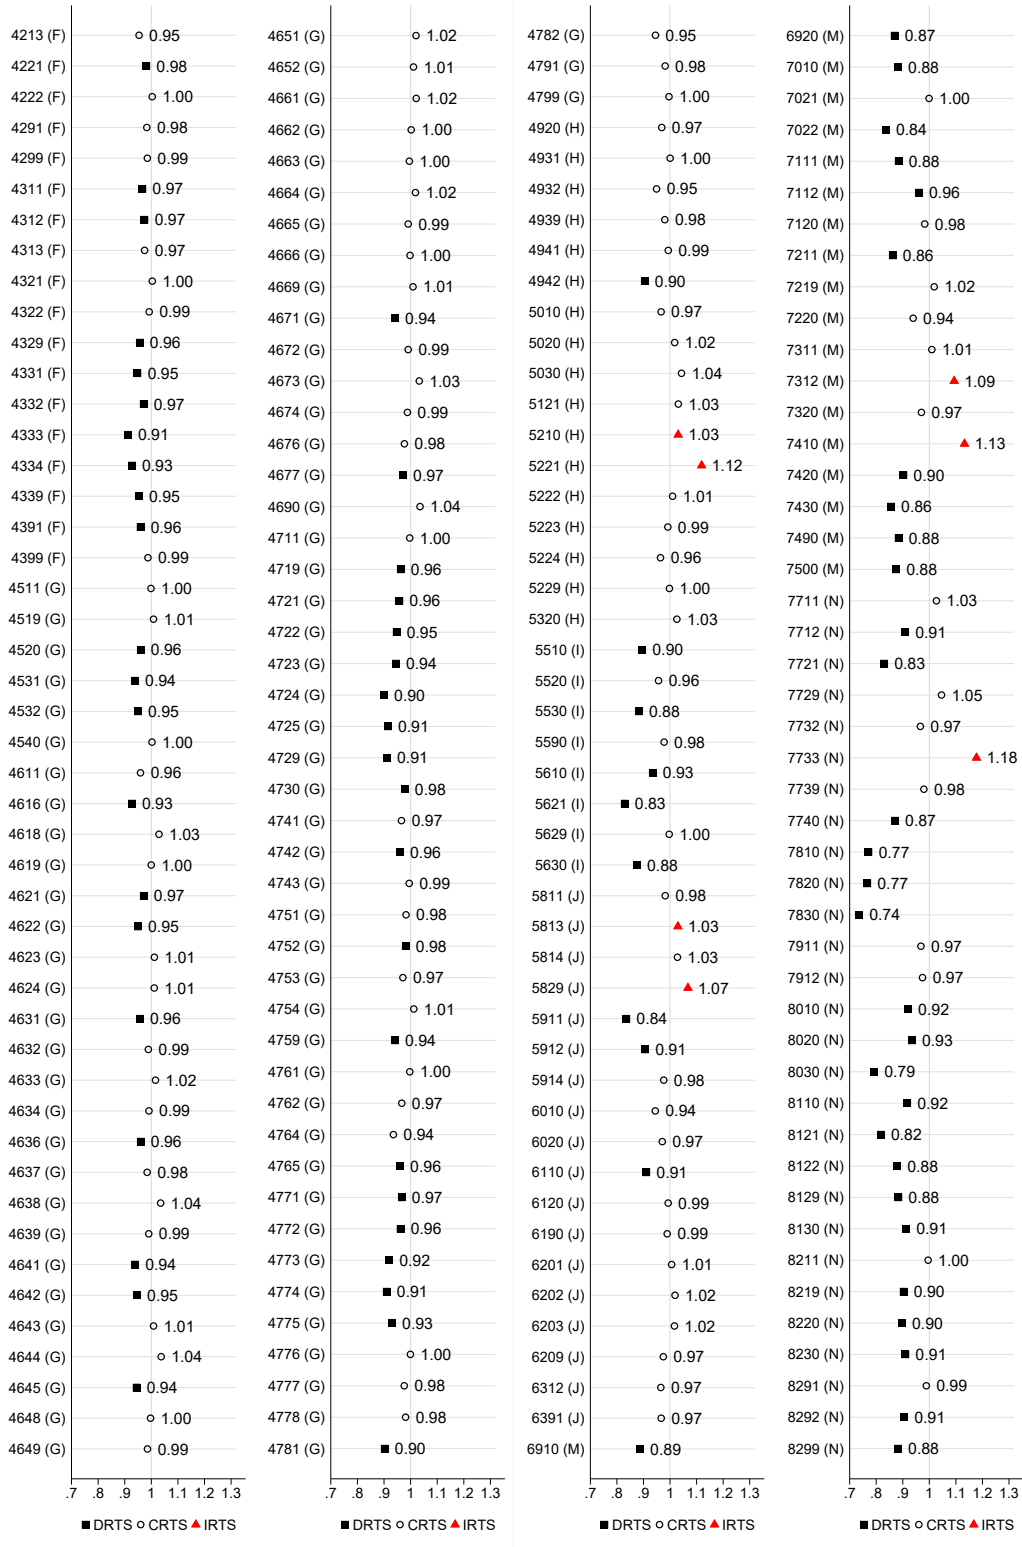 4213 (F) 0.95
4221 (F) 0.98
4222 (F) 1.00
4291 (F) 0.98
4299 (F) 0.99
4311 (F) 0.97
4312 (F) 0.97
4313 (F) 0.97
4321 (F) 1.00
4322 (F) 0.99
4329 (F) 0.96
4331 (F) 0.95
4332 (F) 0.97
4333 (F) 0.91
4334 (F) 0.93
4339 (F) 0.95
4391 (F) 0.96
4399 (F) 0.99
4511 (G) 1.00
4519 (G) 1.01
4520 (G) 0.96
4531 (G) 0.94
4532 (G) 0.95
4540 (G) 1.00
4611 (G) 0.96
4616 (G) 0.93
4618 (G) 1.03
4619 (G) 1.00
4621 (G) 0.97
4622 (G) 0.95
4623 (G) 1.01
4624 (G) 1.01
4631 (G) 0.96
4632 (G) 0.99
4633 (G) 1.02
4634 (G) 0.99
4636 (G) 0.96
4637 (G) 0.98
4638 (G) 1.04
4639 (G) 0.99
4641 (G) 0.94
4642 (G) 0.95
4643 (G) 1.01
4644 (G) 1.04
4645 (G) 0.94
4648 (G) 1.00
4649 (G) 0.99
.7 .8 .9 1 1.1 1.2 1.3
DRTS CRTS IRTS
4651 (G) 1.02
4652 (G) 1.01
4661 (G) 1.02
4662 (G) 1.00
4663 (G) 1.00
4664 (G) 1.02
4665 (G) 0.99
4666 (G) 1.00
4669 (G) 1.01
4671 (G) 0.94
4672 (G) 0.99
4673 (G) 1.03
4674 (G) 0.99
4676 (G) 0.98
4677 (G) 0.97
4690 (G) 1.04
4711 (G) 1.00
4719 (G) 0.96
4721 (G) 0.96
4722 (G) 0.95
4723 (G) 0.94
4724 (G) 0.90
4725 (G) 0.91
4729 (G) 0.91
4730 (G) 0.98
4741 (G) 0.97
4742 (G) 0.96
4743 (G) 0.99
4751 (G) 0.98
4752 (G) 0.98
4753 (G) 0.97
4754 (G) 1.01
4759 (G) 0.94
4761 (G) 1.00
4762 (G) 0.97
4764 (G) 0.94
4765 (G) 0.96
4771 (G) 0.97
4772 (G) 0.96
4773 (G) 0.92
4774 (G) 0.91
4775 (G) 0.93
4776 (G) 1.00
4777 (G) 0.98
4778 (G) 0.98
4781 (G) 0.90
.7 .8 .9 1 1.1 1.2 1.3
DRTS CRTS IRTS
4782 (G) 0.95
4791 (G) 0.98
4799 (G) 1.00
4920 (H) 0.97
4931 (H) 1.00
4932 (H) 0.95
4939 (H) 0.98
4941 (H) 0.99
4942 (H) 0.90
5010 (H) 0.97
5020 (H) 1.02
5030 (H) 1.04
5121 (H) 1.03
5210 (H) 1.03
5221 (H) 1.12
5222 (H) 1.01
5223 (H) 0.99
5224 (H) 0.96
5229 (H) 1.00
5320 (H) 1.03
5510 (I) 0.90
5520 (I) 0.96
5530 (I) 0.88
5590 (I) 0.98
5610 (I) 0.93
5621 (I) 0.83
5629 (I) 1.00
5630 (I) 0.88
5811 (J) 0.98
5813 (J) 1.03
5814 (J) 1.03
5829 (J) 1.07
5911 (J) 0.84
5912 (J) 0.91
5914 (J) 0.98
6010 (J) 0.94
6020 (J) 0.97
6110 (J) 0.91
6120 (J) 0.99
6190 (J) 0.99
6201 (J) 1.01
6202 (J) 1.02
6203 (J) 1.02
6209 (J) 0.97
6312 (J) 0.97
6391 (J) 0.97
6910 (M) 0.89
.7 .8 .9 1 1.1 1.2 1.3
DRTS CRTS IRTS
6920 (M) 0.87
7010 (M) 0.88
7021 (M) 1.00
7022 (M) 0.84
7111 (M) 0.88
7112 (M) 0.96
7120 (M) 0.98
7211 (M) 0.86
7219 (M) 1.02
7220 (M) 0.94
7311 (M) 1.01
7312 (M) 1.09
7320 (M) 0.97
7410 (M) 1.13
7420 (M) 0.90
7430 (M) 0.86
7490 (M) 0.88
7500 (M) 0.88
7711 (N) 1.03
7712 (N) 0.91
7721 (N) 0.83
7729 (N) 1.05
7732 (N) 0.97
7733 (N) 1.18
7739 (N) 0.98
7740 (N) 0.87
7810 (N) 0.77
7820 (N) 0.77
7830 (N) 0.74
7911 (N) 0.97
7912 (N) 0.97
8010 (N) 0.92
8020 (N) 0.93
8030 (N) 0.79
8110 (N) 0.92
8121 (N) 0.82
8122 (N) 0.88
8129 (N) 0.88
8130 (N) 0.91
8211 (N) 1.00
8219 (N) 0.90
8220 (N) 0.90
8230 (N) 0.91
8291 (N) 0.99
8292 (N) 0.91
8299 (N) 0.88
.7 .8 .9 1 1.1 1.2 1.3
DRTS CRTS IRTS